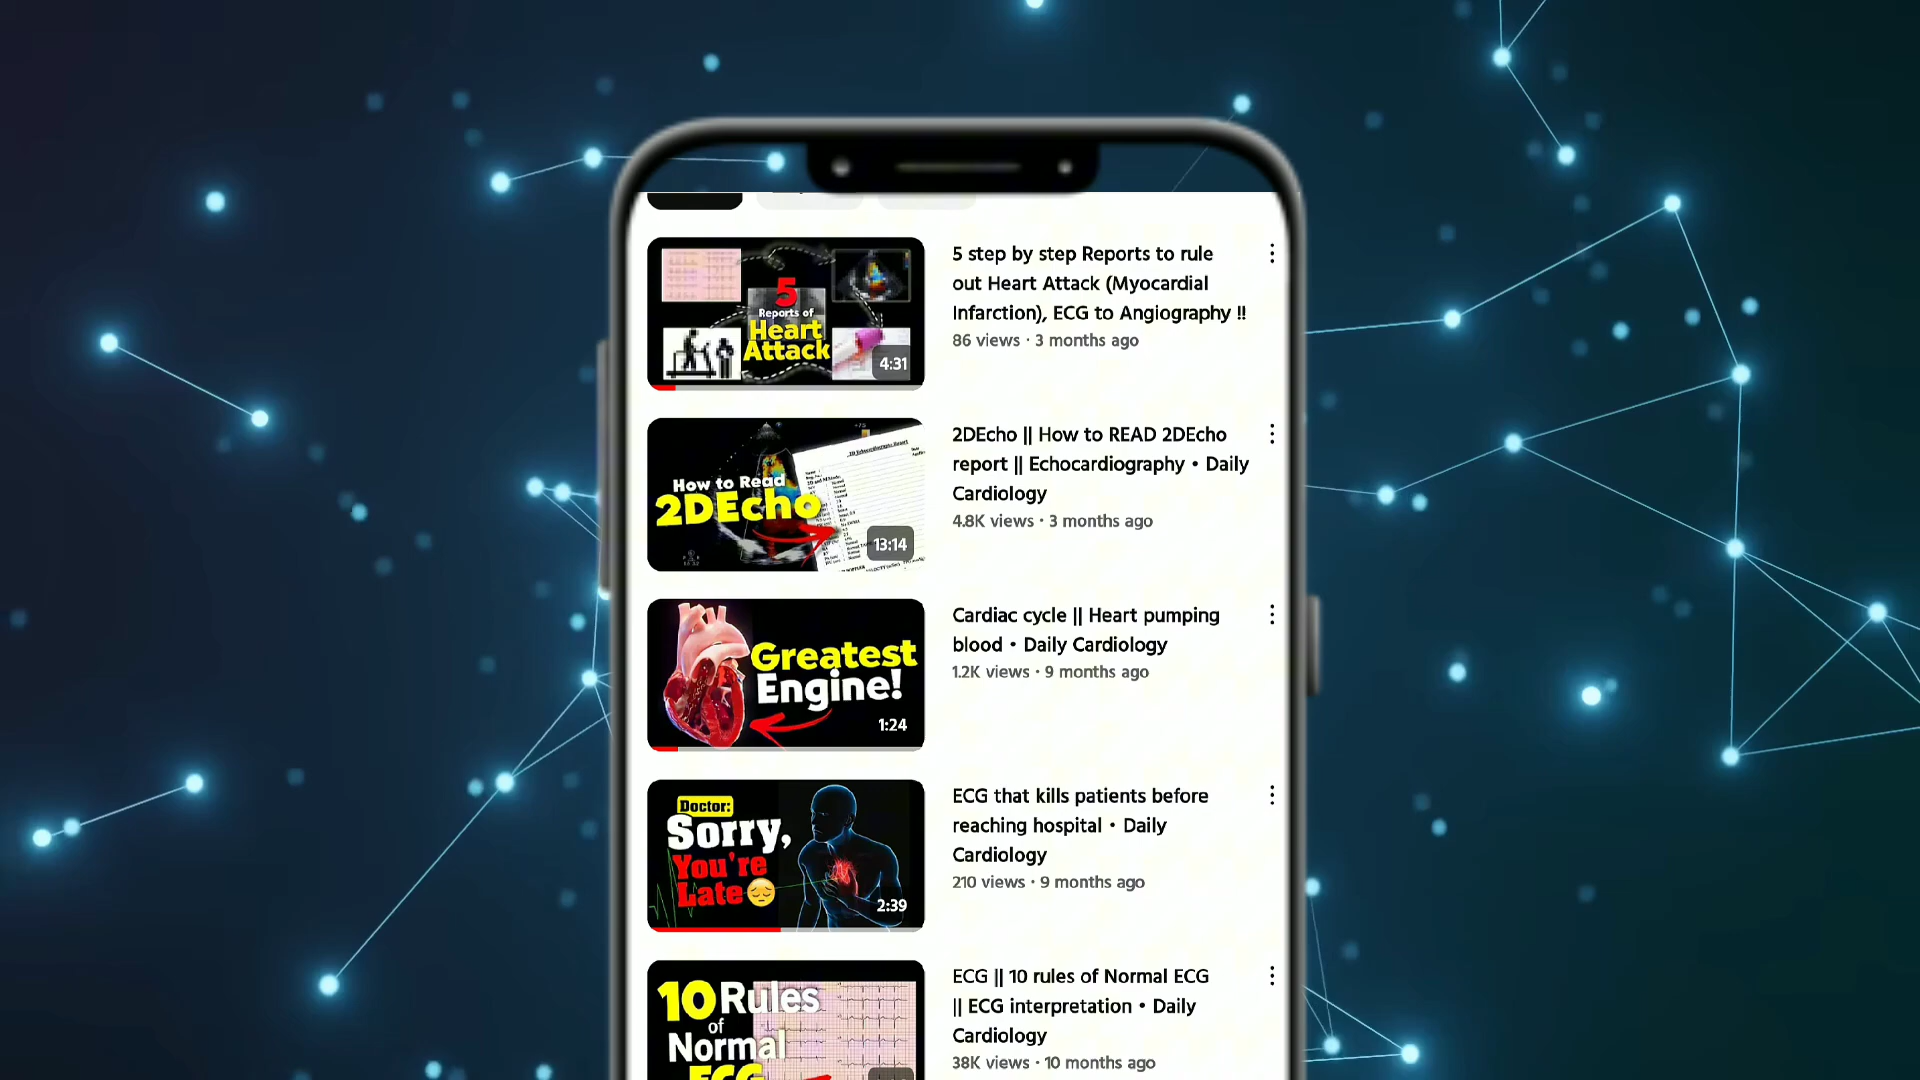 5
Reports of
Heart
Attack
4:31
5 step by step Reports to rule
out Heart Attack (Myocardial
Infarction), ECG to Angiography !!
86 views · 3 months ago
How to Read
2DEcho
13:14
2DEcho || How to READ 2DEcho
report || Echocardiography • Daily
Cardiology
4.8K views · 3 months ago
Greatest
Engine!
1:24
Cardiac cycle || Heart pumping
blood • Daily Cardiology
1.2K views · 9 months ago
Doctor:
Sorry,
You're
Late
2:39
ECG that kills patients before
reaching hospital • Daily
Cardiology
210 views · 9 months ago
10 Rules
of
Normal
ECG
ECG || 10 rules of Normal ECG
|| ECG interpretation • Daily
Cardiology
38K views · 10 months ago